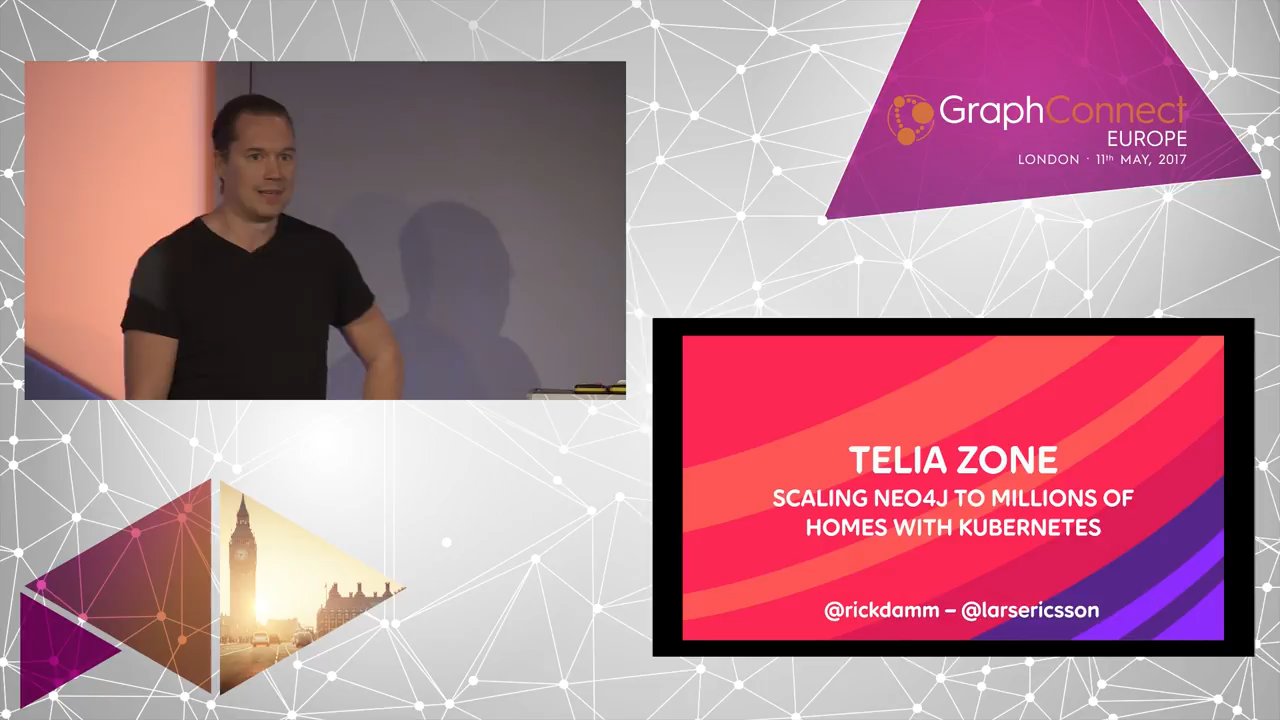 GraphConnect
EUROPE
LONDON · 11th MAY, 2017
TELIA ZONE
SCALING NEO4J TO MILLIONS OF
HOMES WITH KUBERNETES
@rickdamm – @larsericsson